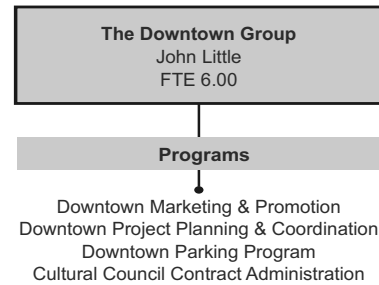 The Downtown Group
John Little
FTE 6.00
Programs
Downtown Marketing & Promotion
Downtown Project Planning & Coordination
Downtown Parking Program
Cultural Council Contract Administration